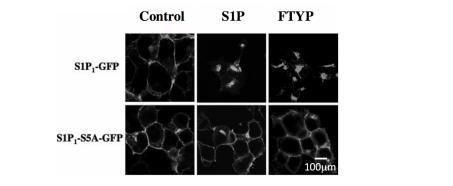 Control S1P FTYP
S1P₁-GFP
S1P₁-S5A-GFP
100μm